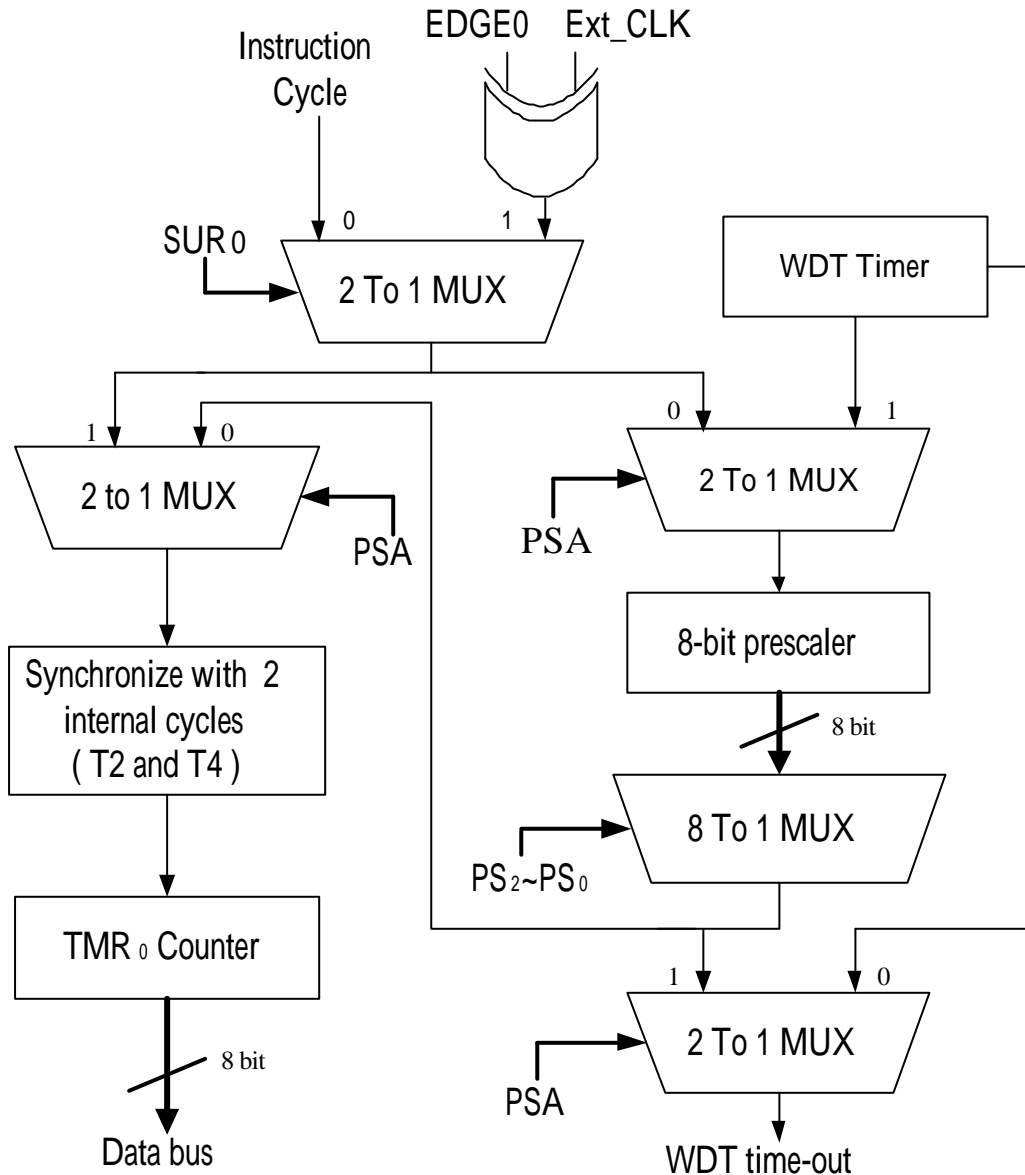 EDGE0 Ext_CLK
Instruction
Cycle
0 1
SUR0
2 To 1 MUX
WDT Timer
1 0
0 1
2 to 1 MUX
2 To 1 MUX
PSA
PSA
8-bit prescaler
Synchronize with 2
internal cycles
( T2 and T4 )
8 bit
8 To 1 MUX
PS2~PS0
TMR0 Counter
1 0
2 To 1 MUX
8 bit
PSA
Data bus
WDT time-out